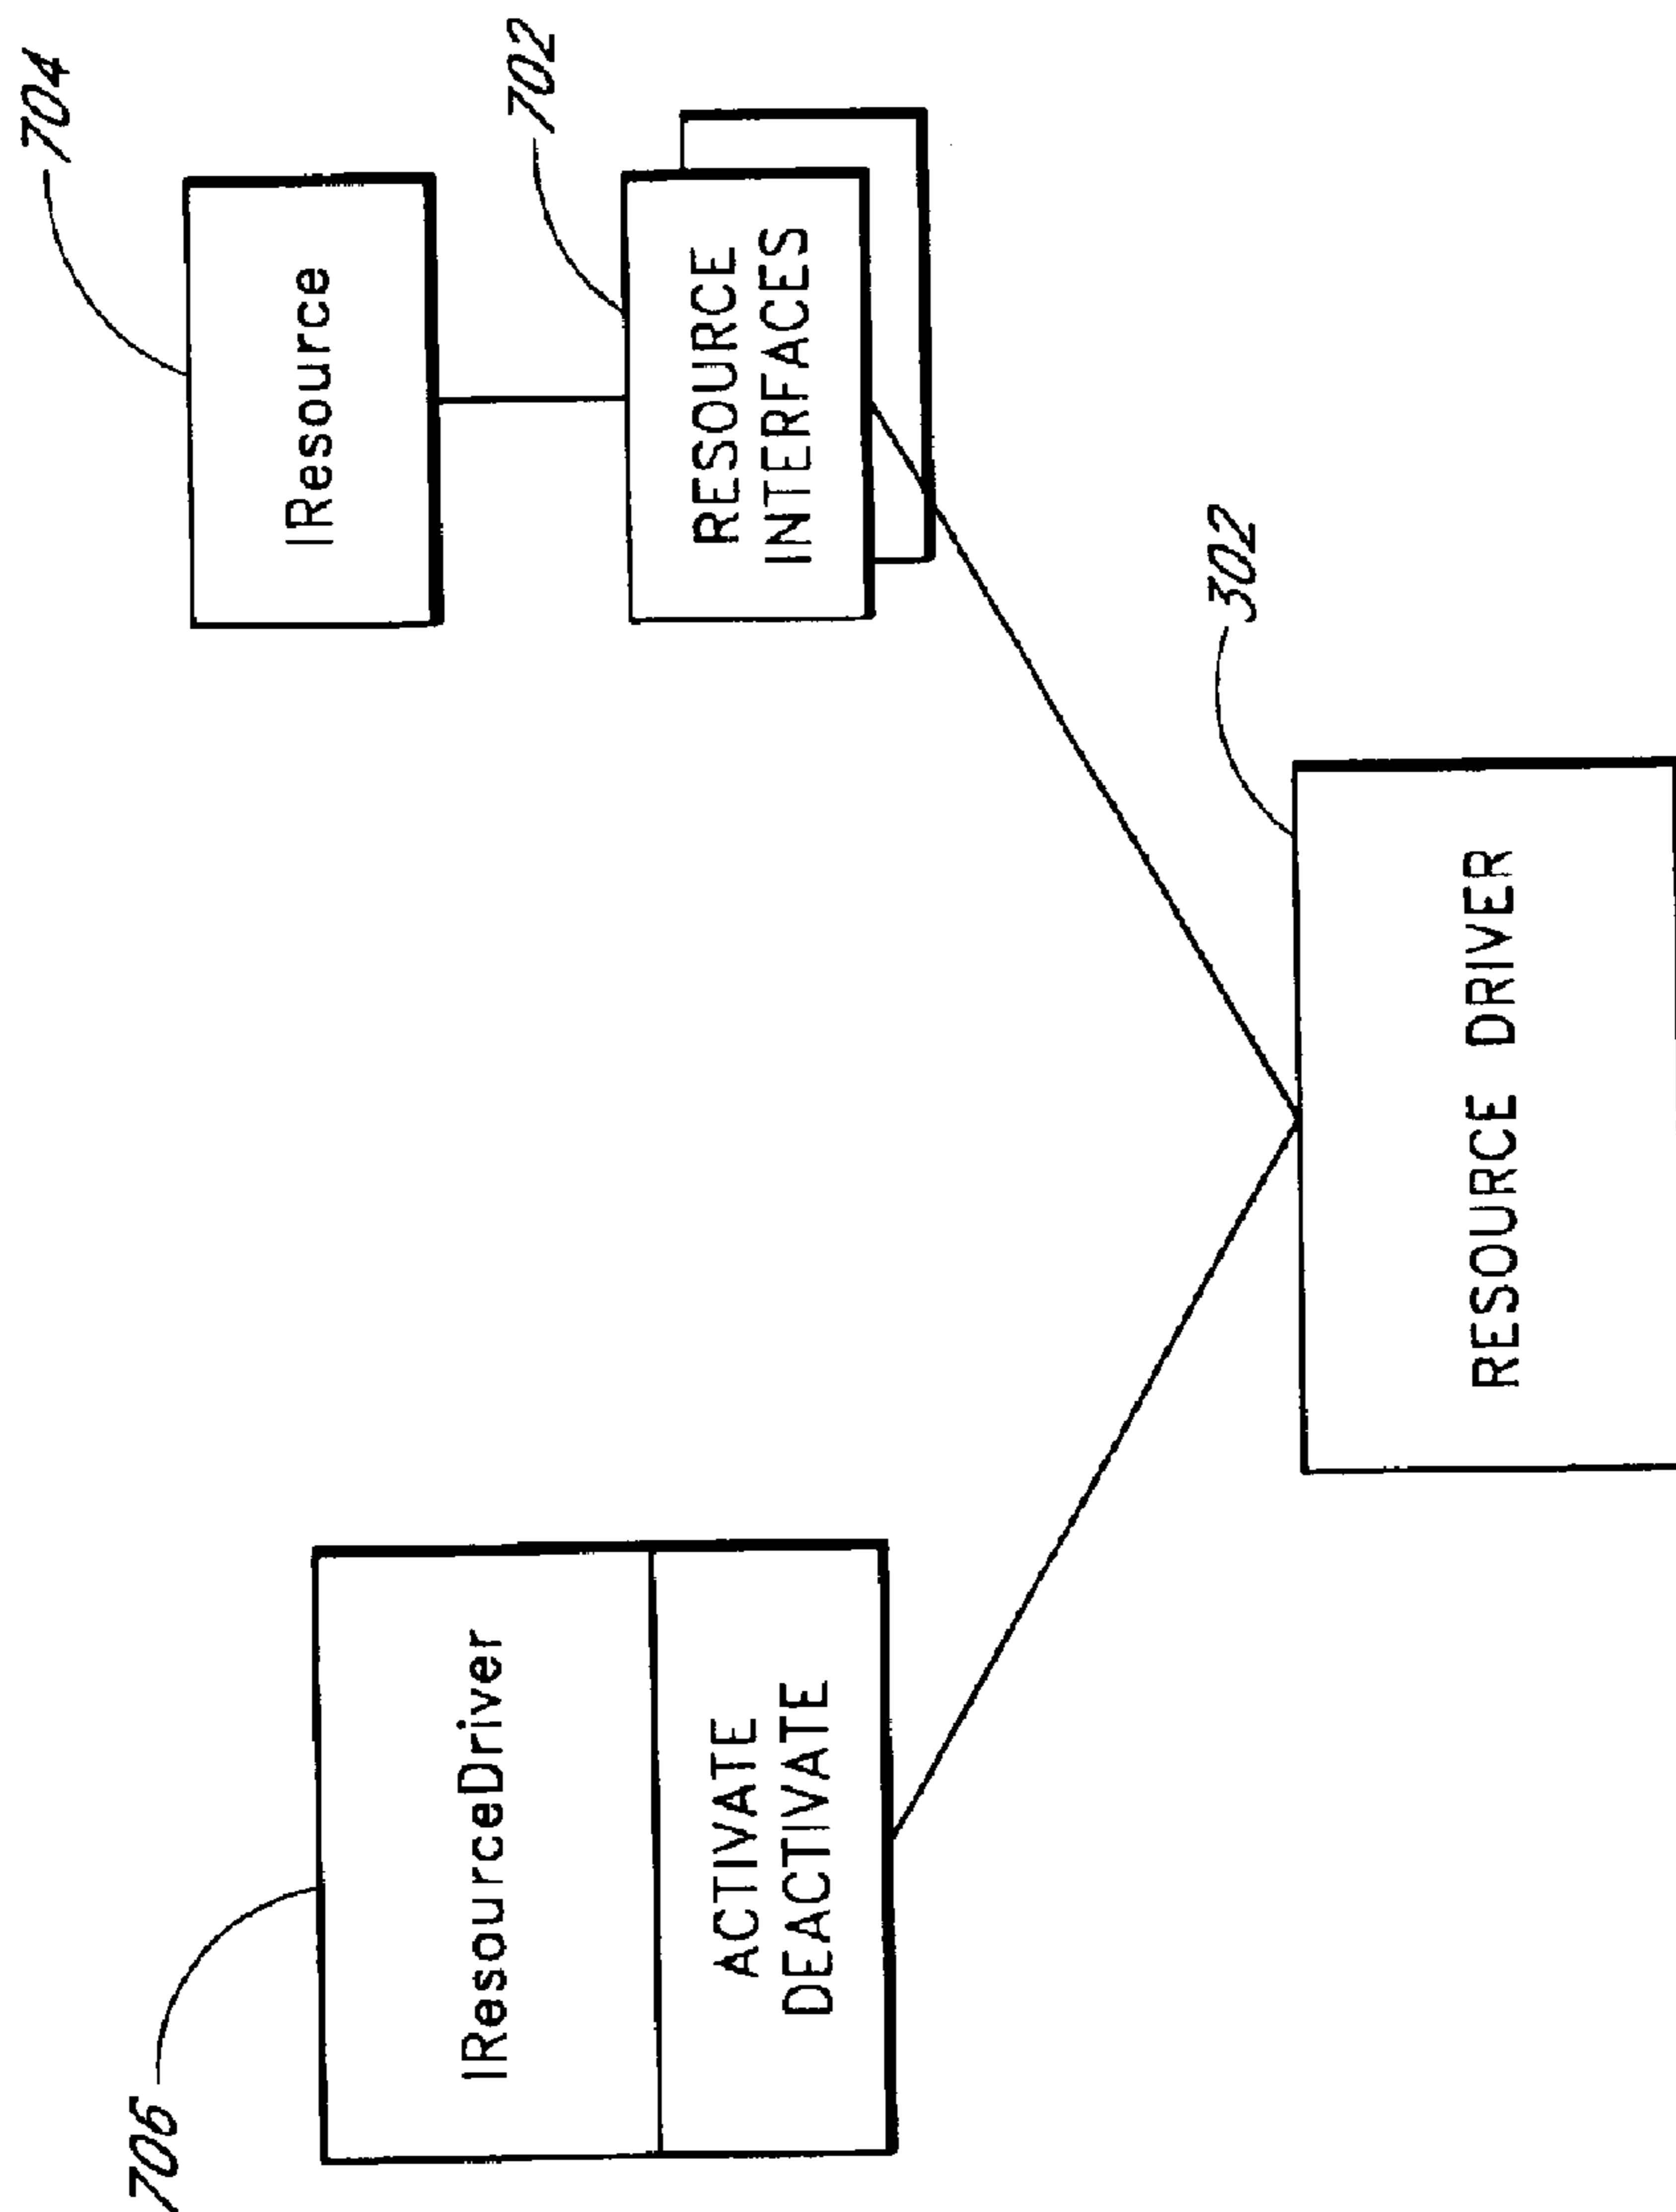 706
IResourceDriver
ACTIVATE
DEACTIVATE
704
IResource
702
RESOURCE
INTERFACES
302
RESOURCE DRIVER